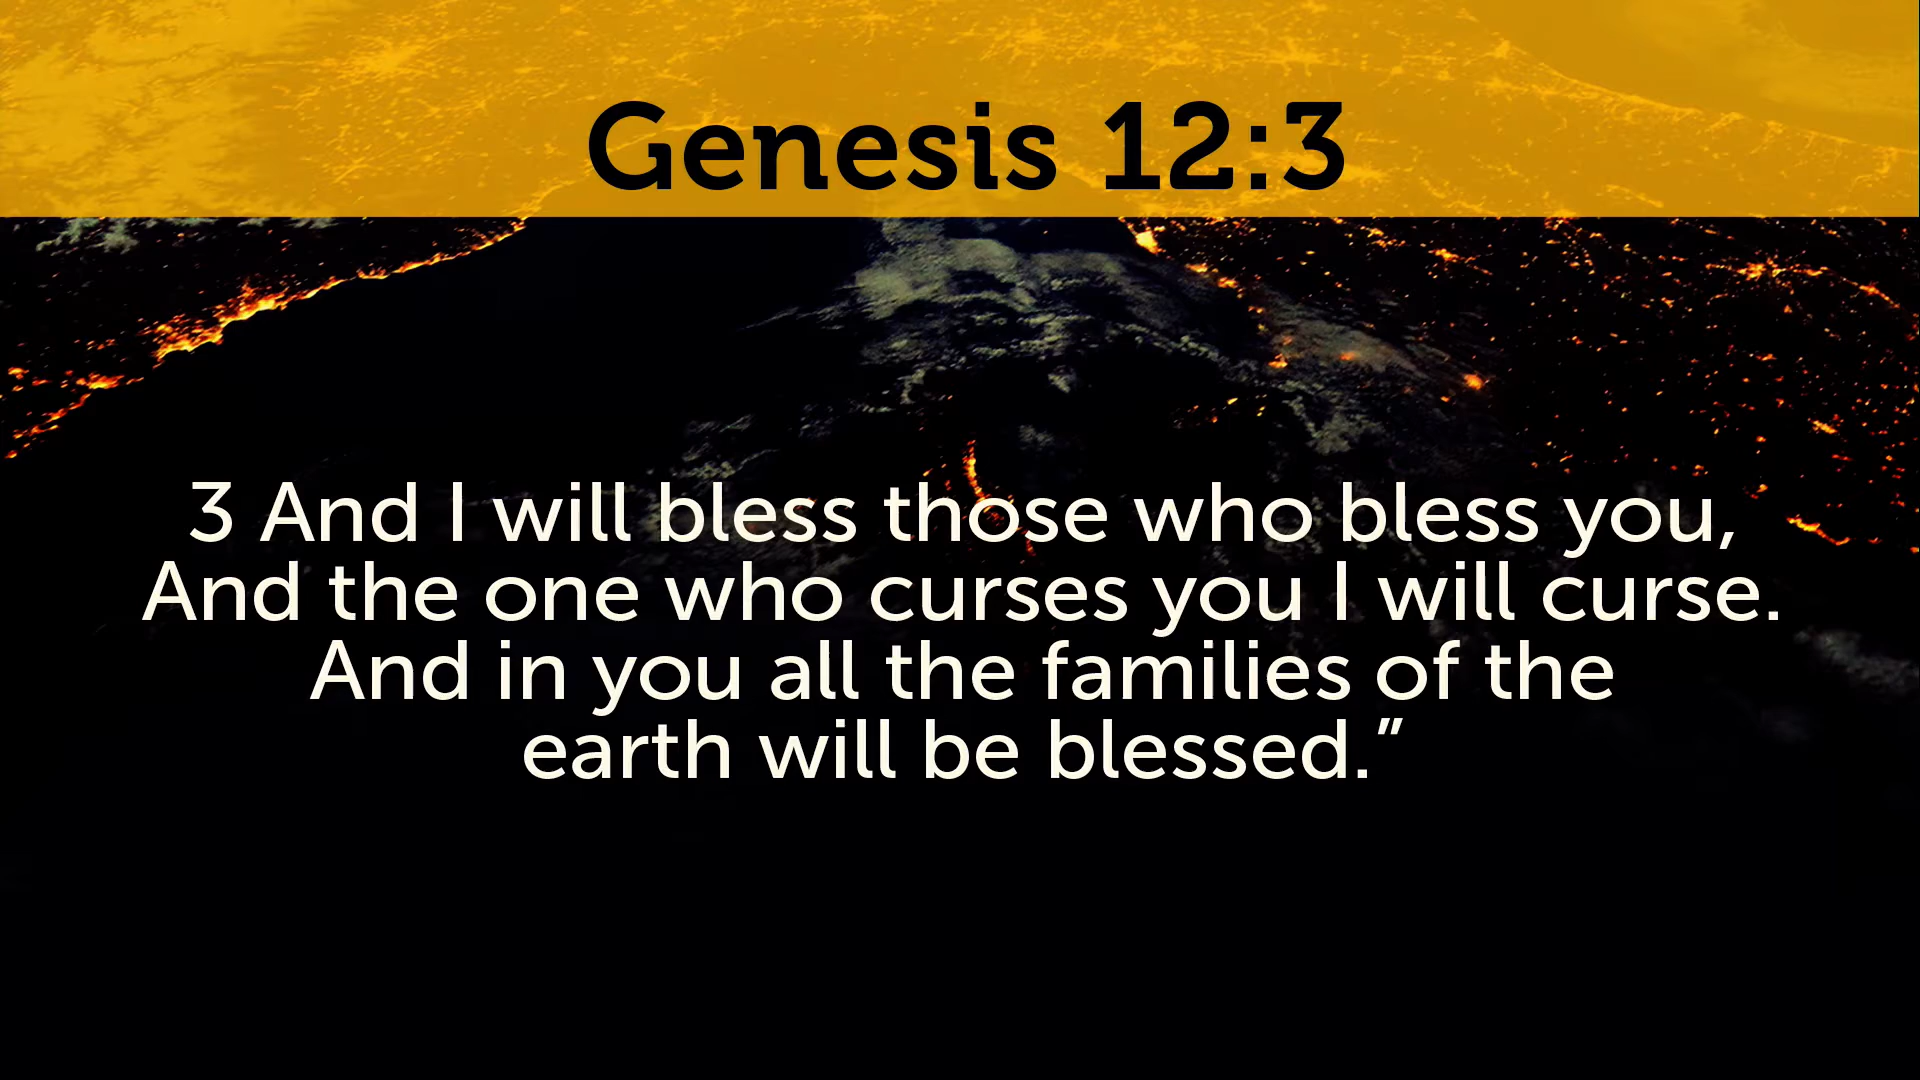 Genesis 12:3
3 And I will bless those who bless you,
And the one who curses you I will curse.
And in you all the families of the
earth will be blessed.”